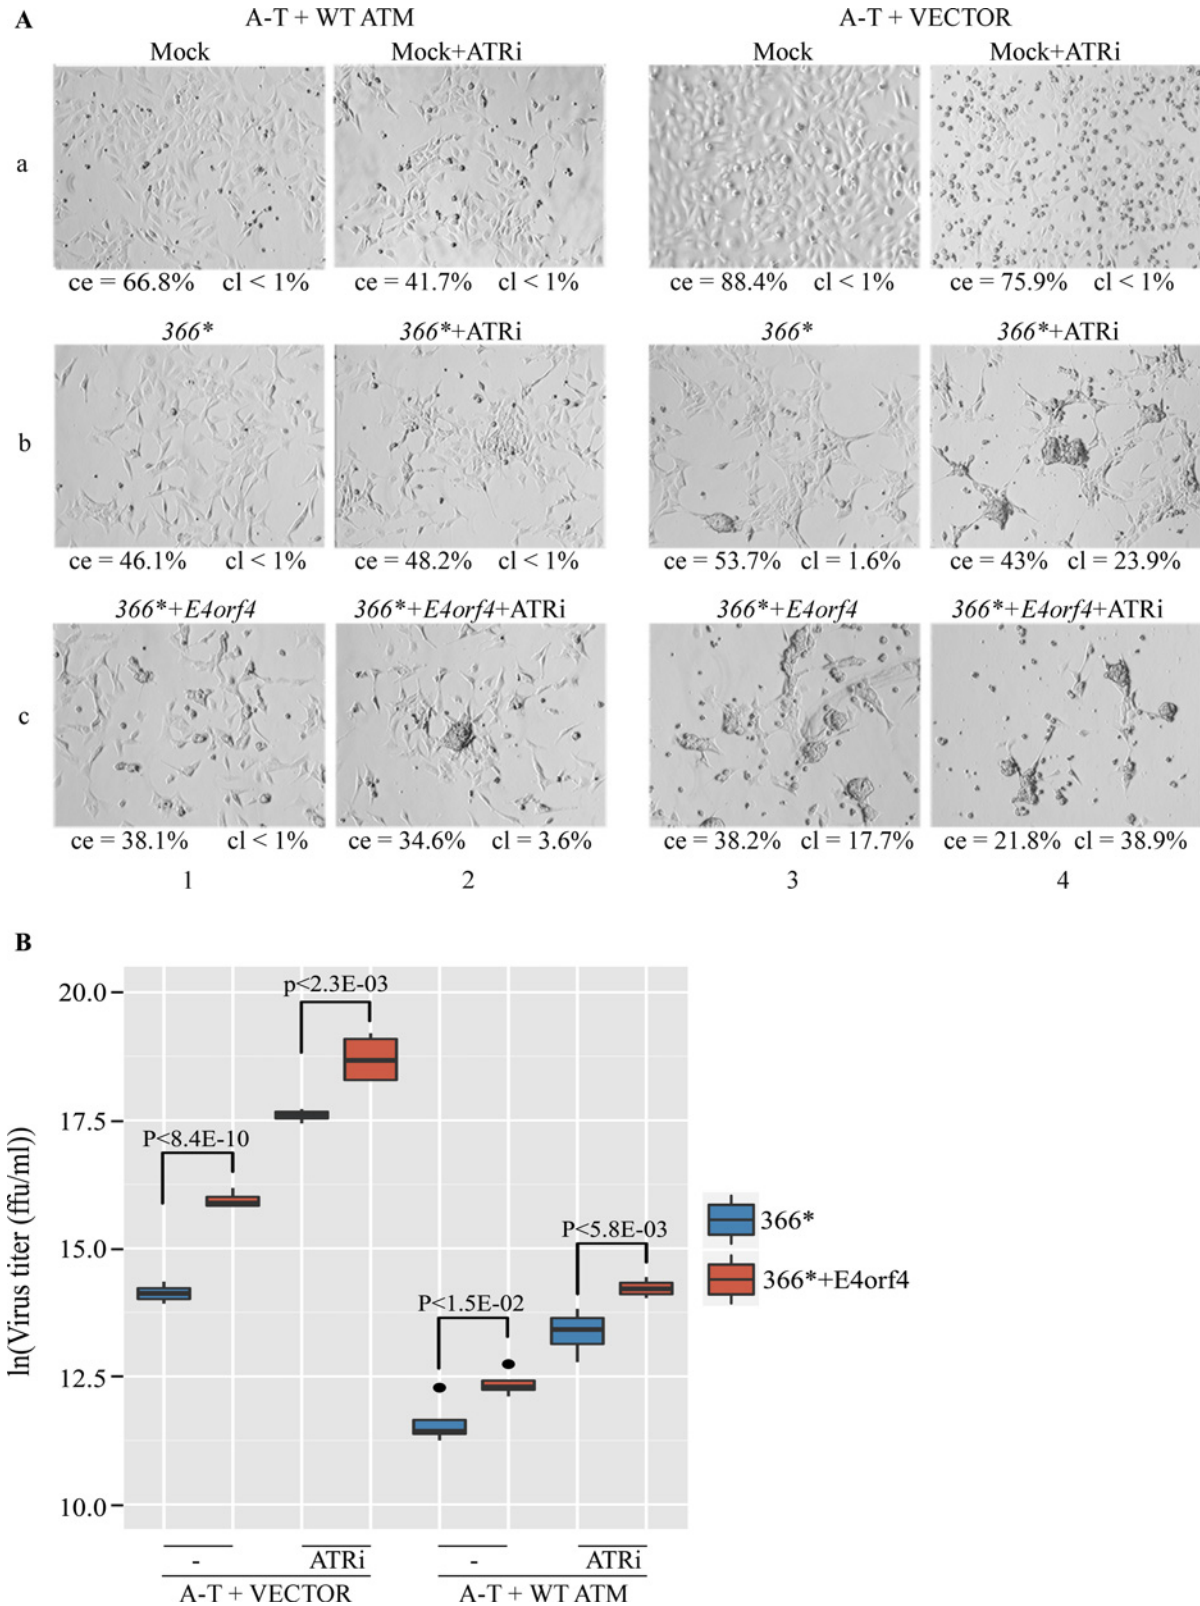 A
A-T + WT ATM
A-T + VECTOR
Mock
Mock+ATRi
Mock
Mock+ATRi
a
ce = 66.8% cl < 1%
ce = 41.7% cl < 1%
ce = 88.4% cl < 1%
ce = 75.9% cl < 1%
366*
366*+ATRi
366*
366*+ATRi
b
ce = 46.1% cl < 1%
ce = 48.2% cl < 1%
ce = 53.7% cl = 1.6%
ce = 43% cl = 23.9%
366*+E4orf4
366*+E4orf4+ATRi
366*+E4orf4
366*+E4orf4+ATRi
c
ce = 38.1% cl < 1%
ce = 34.6% cl = 3.6%
ce = 38.2% cl = 17.7%
ce = 21.8% cl = 38.9%
1
2
3
4
B
ln(Virus titer (ffu/ml))
20.0
17.5
15.0
12.5
10.0
P<8.4E-10
p<2.3E-03
P<1.5E-02
P<5.8E-03
366*
366*+E4orf4
-
ATRi
-
ATRi
A-T + VECTOR
A-T + WT ATM